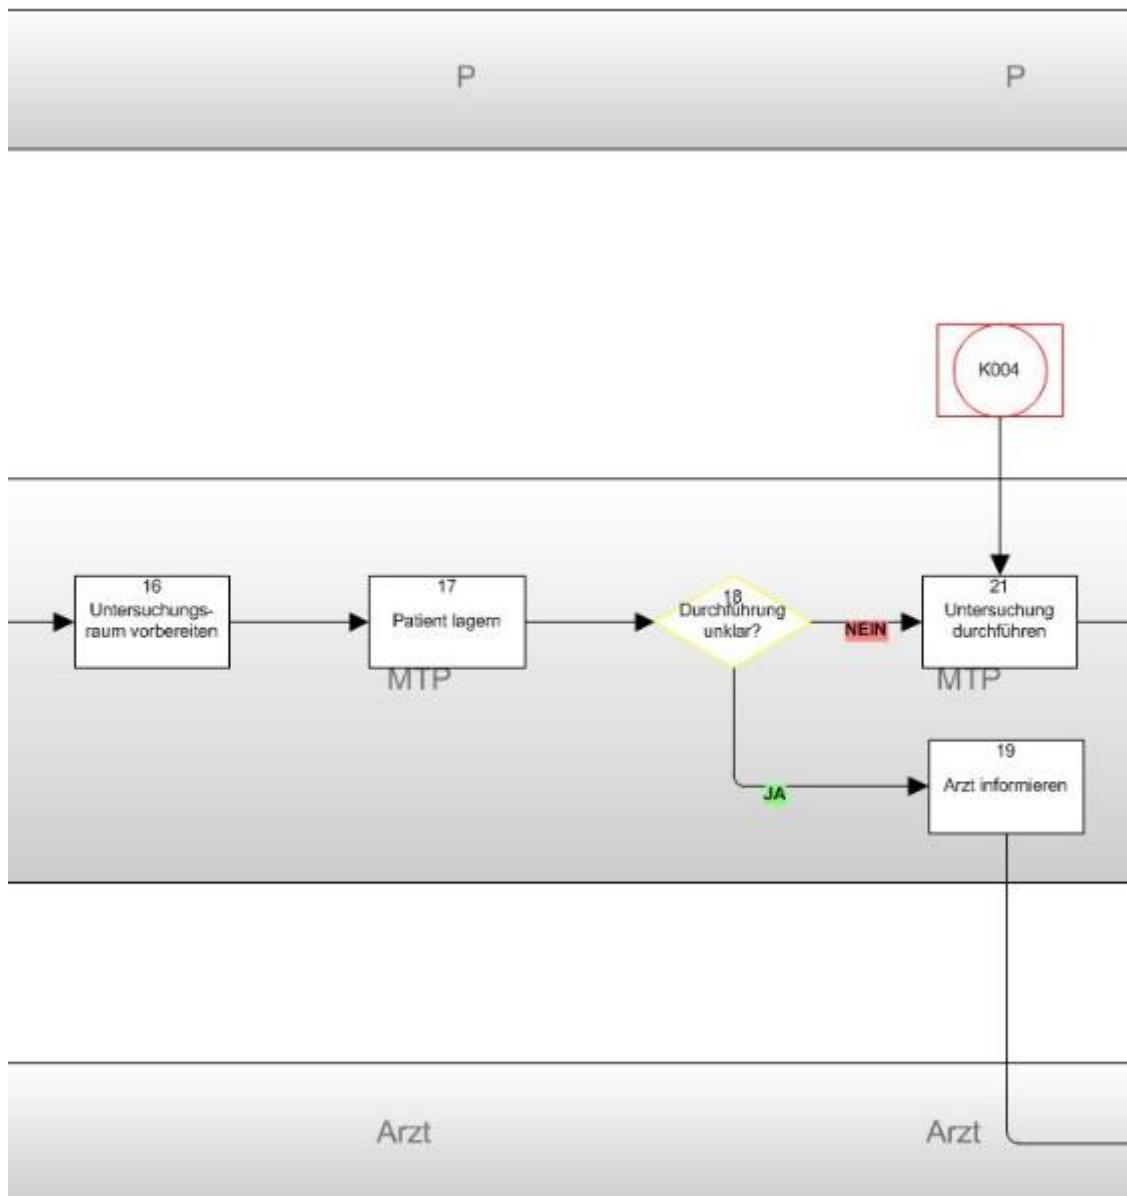 P
P
K004
16
Untersuchungs-
raum vorbereiten
17
Patient lagern
18
Durchführung
unklar?
NEIN
21
Untersuchung
durchführen
MTP
MTP
JA
19
Arzt informieren
Arzt
Arzt